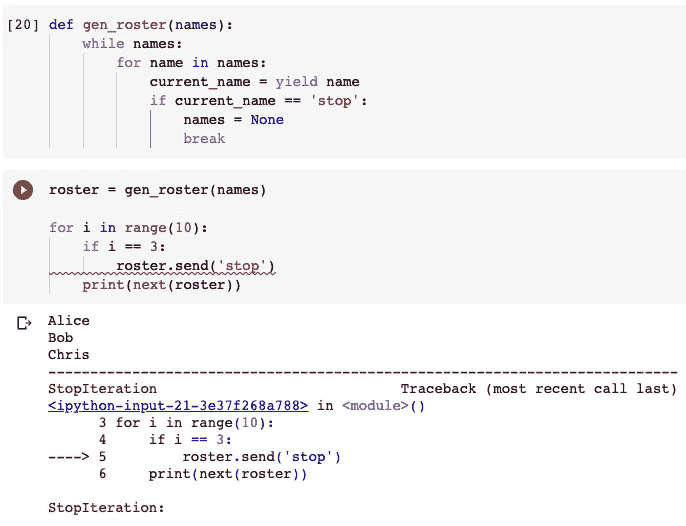 [20] def gen_roster(names):
while names:
for name in names:
current_name = yield name
if current_name == 'stop':
names = None
break
roster = gen_roster(names)
for i in range(10):
if i == 3:
roster.send('stop')
print(next(roster))
Alice
Bob
Chris
---------------------------------------------------------------------------
StopIteration Traceback (most recent call last)
<ipython-input-21-3e37f268a788> in <module>()
3 for i in range(10):
4 if i == 3:
----> 5 roster.send('stop')
6 print(next(roster))
StopIteration: